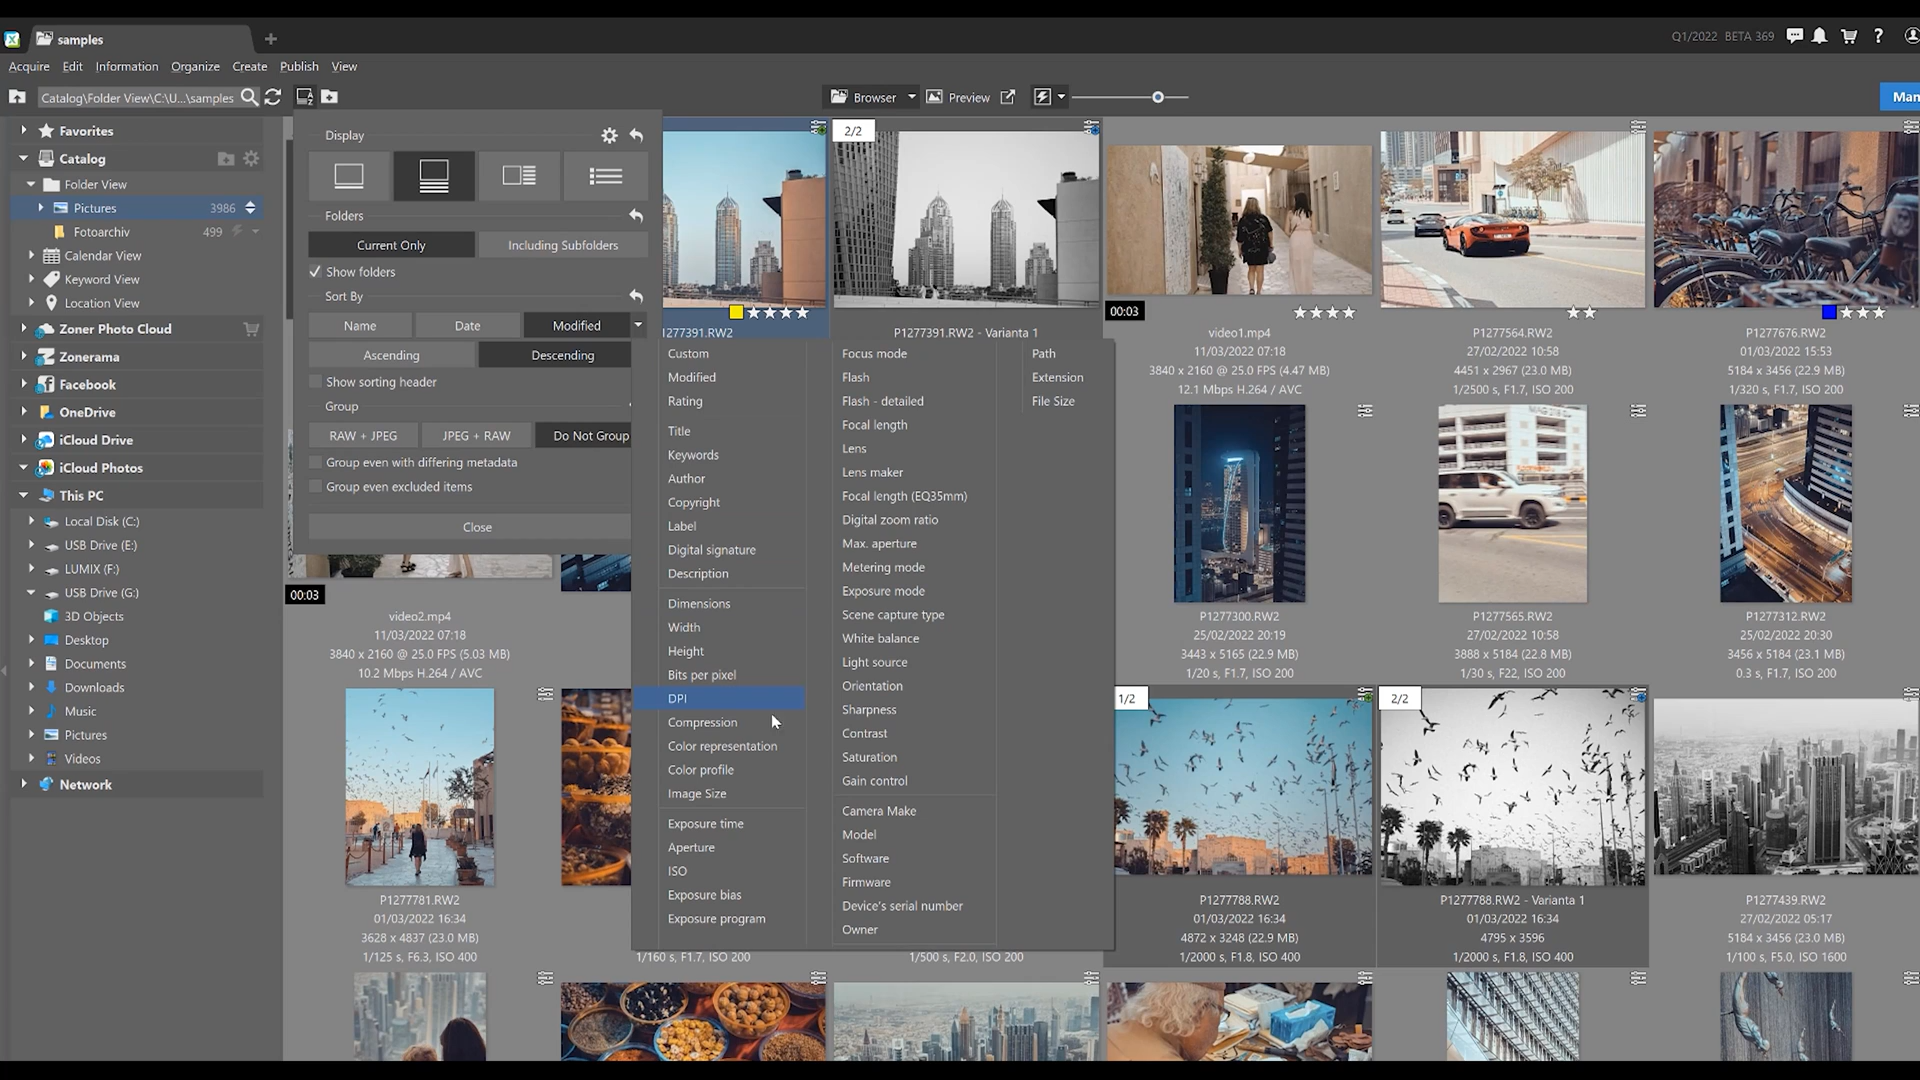 samples
Q1/2022 BETA 369
Acquire Edit Information Organize Create Publish View
Catalog\Folder View\C:\U...\samples
Browser
Preview
Favorites
Catalog
Folder View
Pictures 3986
Fotoarchiv 499
Calendar View
Keyword View
Location View
Zoner Photo Cloud
Zonerama
Facebook
OneDrive
iCloud Drive
iCloud Photos
This PC
Local Disk (C:)
USB Drive (E:)
LUMIX (F:)
USB Drive (G:)
3D Objects
Desktop
Documents
Downloads
Music
Pictures
Videos
Network
Display
Folders
Current Only Including Subfolders
Show folders
Sort By
Name Date Modified
Ascending Descending
Show sorting header
Group
RAW + JPEG JPEG + RAW Do Not Group
Group even with differing metadata
Group even excluded items
Close
Custom
Modified
Rating
Title
Keywords
Author
Copyright
Label
Digital signature
Description
Dimensions
Width
Height
Bits per pixel
DPI
Compression
Color representation
Color profile
Image Size
Exposure time
Aperture
ISO
Exposure bias
Exposure program
Focus mode
Flash
Flash - detailed
Focal length
Lens
Lens maker
Focal length (EQ35mm)
Digital zoom ratio
Max. aperture
Metering mode
Exposure mode
Scene capture type
White balance
Light source
Orientation
Sharpness
Contrast
Saturation
Gain control
Camera Make
Model
Software
Firmware
Device's serial number
Owner
Path
Extension
File Size
1277391.RW2
2/2
P1277391.RW2 - Varianta 1
00:03
video1.mp4
11/03/2022 07:18
3840 x 2160 @ 25.0 FPS (4.47 MB)
12.1 Mbps H.264 / AVC
P1277564.RW2
27/02/2022 10:58
4451 x 2967 (23.0 MB)
1/2500 s, F1.7, ISO 200
P1277676.RW2
01/03/2022 15:53
5184 x 3456 (22.9 MB)
1/320 s, F1.7, ISO 200
00:03
video2.mp4
11/03/2022 07:18
3840 x 2160 @ 25.0 FPS (5.03 MB)
10.2 Mbps H.264 / AVC
P1277300.RW2
25/02/2022 20:19
3443 x 5165 (22.9 MB)
1/20 s, F1.7, ISO 200
P1277565.RW2
27/02/2022 10:58
3888 x 5184 (22.8 MB)
1/30 s, F22, ISO 200
P1277312.RW2
25/02/2022 20:30
3456 x 5184 (23.1 MB)
0.3 s, F1.7, ISO 200
P1277781.RW2
01/03/2022 16:34
3628 x 4837 (23.0 MB)
1/125 s, F6.3, ISO 400
1/160 s, F1.7, ISO 200
1/500 s, F2.0, ISO 200
1/2
P1277788.RW2
01/03/2022 16:34
4872 x 3248 (22.9 MB)
1/2000 s, F1.8, ISO 400
2/2
P1277788.RW2 - Varianta 1
01/03/2022 16:34
4795 x 3596
1/2000 s, F1.8, ISO 400
P1277439.RW2
27/02/2022 05:17
5184 x 3456 (23.0 MB)
1/100 s, F5.0, ISO 1600